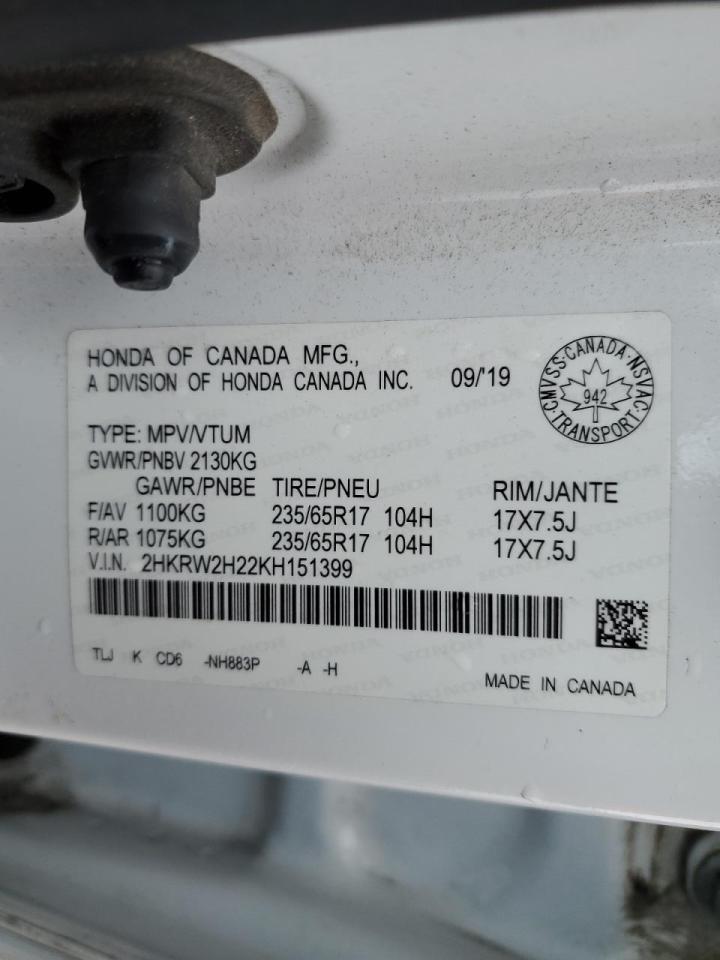 HONDA OF CANADA MFG.,
A DIVISION OF HONDA CANADA INC. 09/'19
CMVSS·CANADA·NSVAC·TRANSPORT
942
TYPE: MPV/VTUM
GVWR/PNBV 2130KG
GAWR/PNBE TIRE/PNEU RIM/JANTE
F/AV 1100KG 235/65R17 104H 17X7.5J
R/AR 1075KG 235/65R17 104H 17X7.5J
V.I.N. 2HKRW2H22KH151399
TLJ K CD6 -NH883P -A -H
MADE IN CANADA